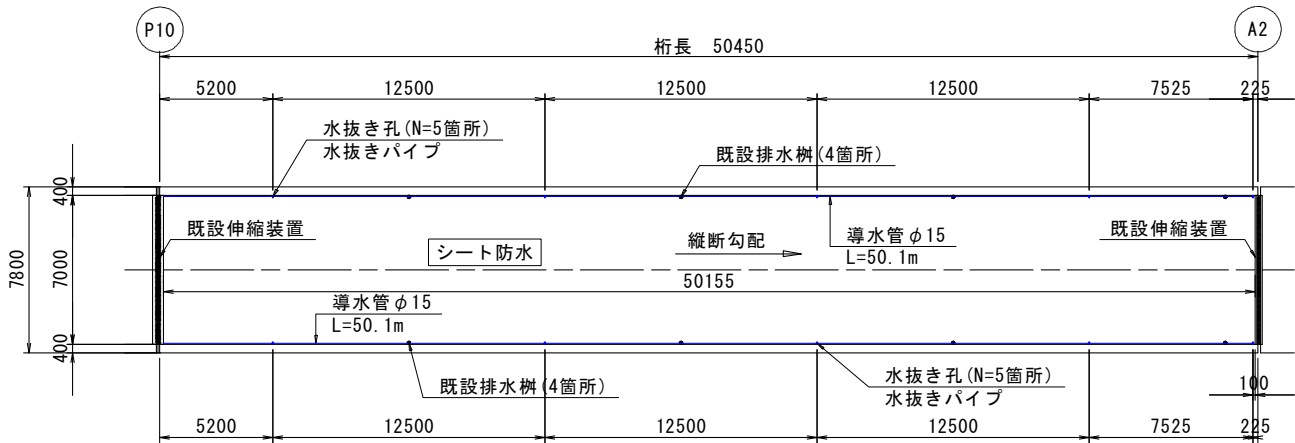 P10
A2
桁長 50450
5200
12500
12500
12500
7525
225
水抜き孔(N=5箇所)
水抜きパイプ
既設排水桝(4箇所)
400
7000
400
7800
既設伸縮装置
シート防水
縦断勾配
導水管φ15
L=50.1m
既設伸縮装置
50155
導水管φ15
L=50.1m
既設排水桝(4箇所)
水抜き孔(N=5箇所)
水抜きパイプ
100
5200
12500
12500
12500
7525
225